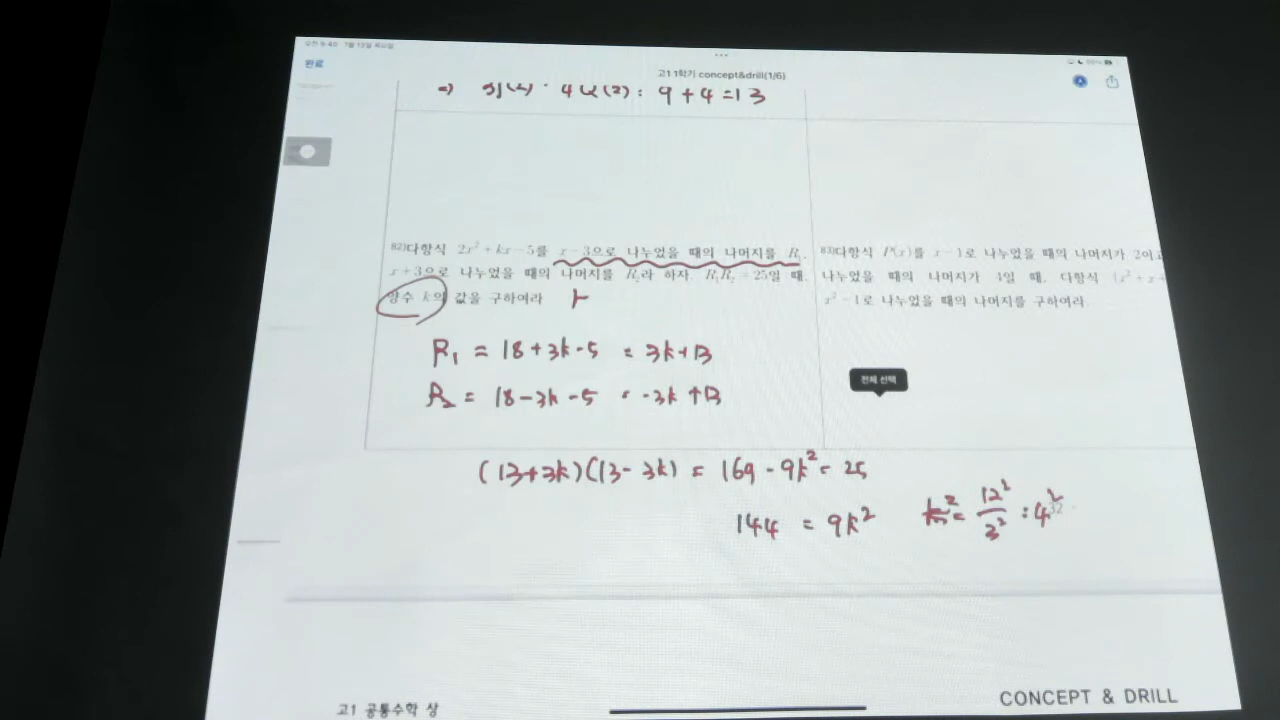 완료
고1 1학기 concept&drill(1/6)
9+4=13
82)다항식 2x²+kx-5를 x-3으로 나누었을 때의 나머지를 R₁,
x+3으로 나누었을 때의 나머지를 R₂라 하자. R₁R₂=25일 때,
양수 k의 값을 구하여라
R₁ = 18+3k-5 = 3k+13
R₂ = 18-3k-5 = -3k+13
(13+3k)(13-3k) = 169-9k² = 25
144 = 9k² k² = 12²/3² = 4²
83)다항식 P(x)를 x-1로 나누었을 때의 나머지가 2이고
나누었을 때의 나머지가 4일 때, 다항식 (x²+x+
x²-1로 나누었을 때의 나머지를 구하여라.
전체 선택
32
고1 공통수학 상
CONCEPT & DRILL